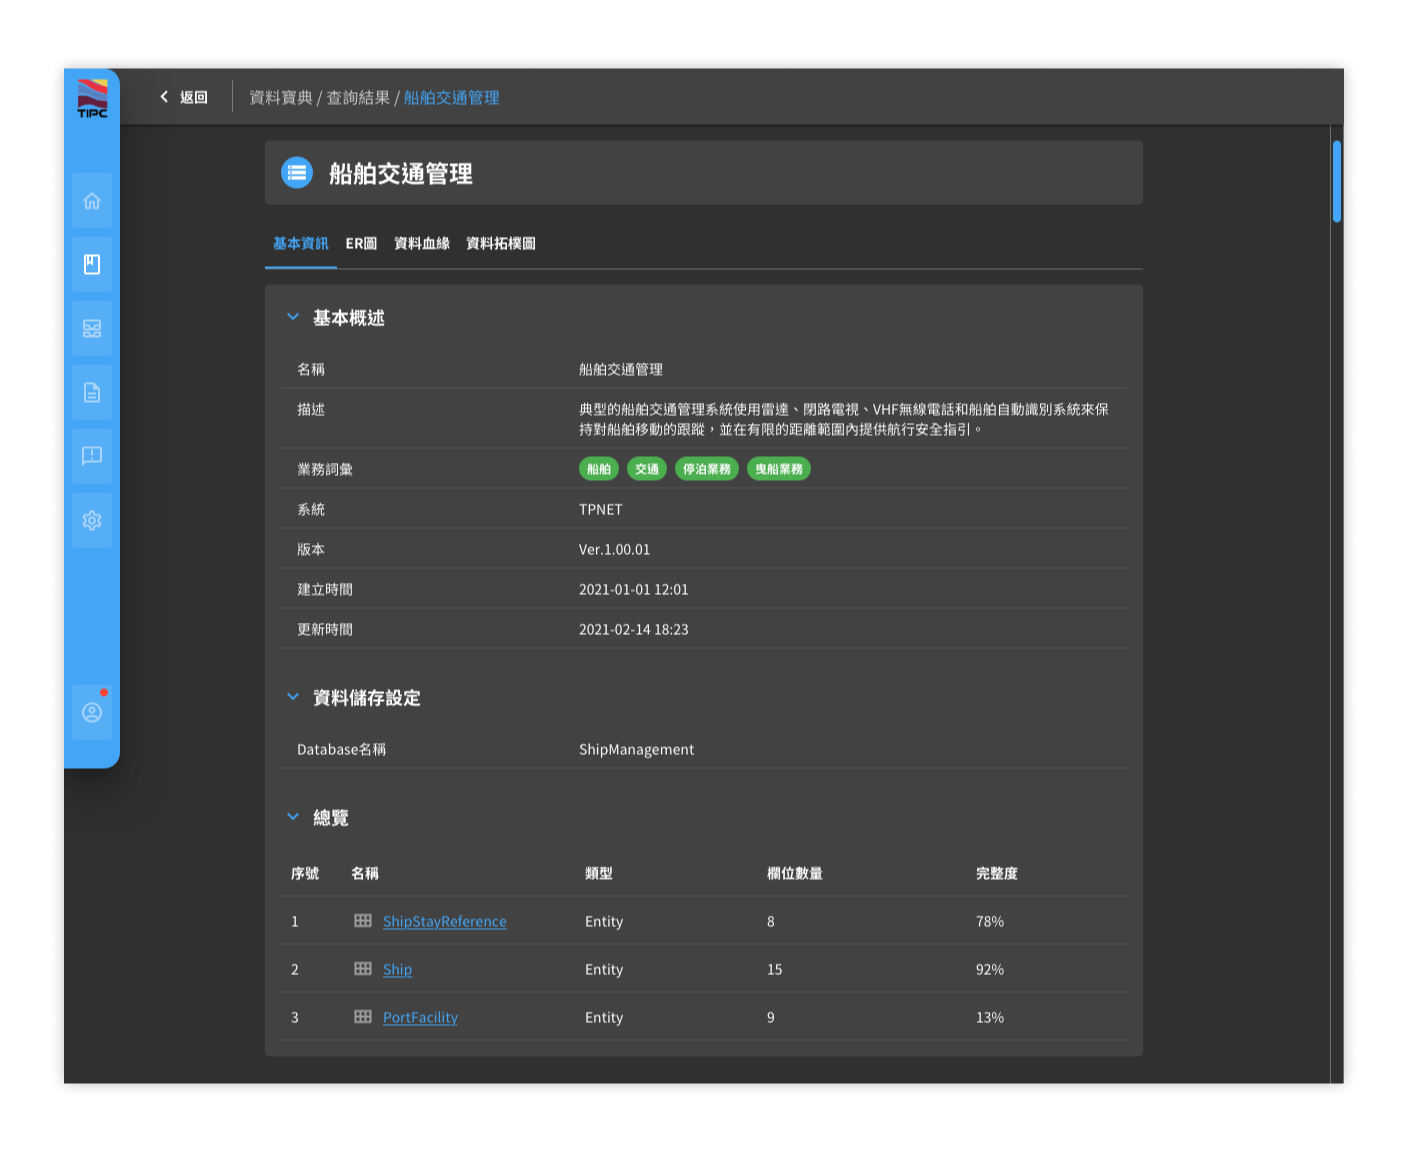 TIPC
返回
資料寶典 / 查詢結果 / 船舶交通管理
船舶交通管理
基本資訊 ER圖 資料血緣 資料拓樸圖
基本概述
名稱 船舶交通管理
描述 典型的船舶交通管理系統使用雷達、閉路電視、VHF無線電話和船舶自動識別系統來保
持對船舶移動的跟蹤，並在有限的距離範圍內提供航行安全指引。
業務詞彙 船舶 交通 停泊業務 曳船業務
系統 TPNET
版本 Ver.1.00.01
建立時間 2021-01-01 12:01
更新時間 2021-02-14 18:23
資料儲存設定
Database名稱 ShipManagement
總覽
序號 名稱 類型 欄位數量 完整度
1 ShipStayReference Entity 8 78%
2 Ship Entity 15 92%
3 PortFacility Entity 9 13%